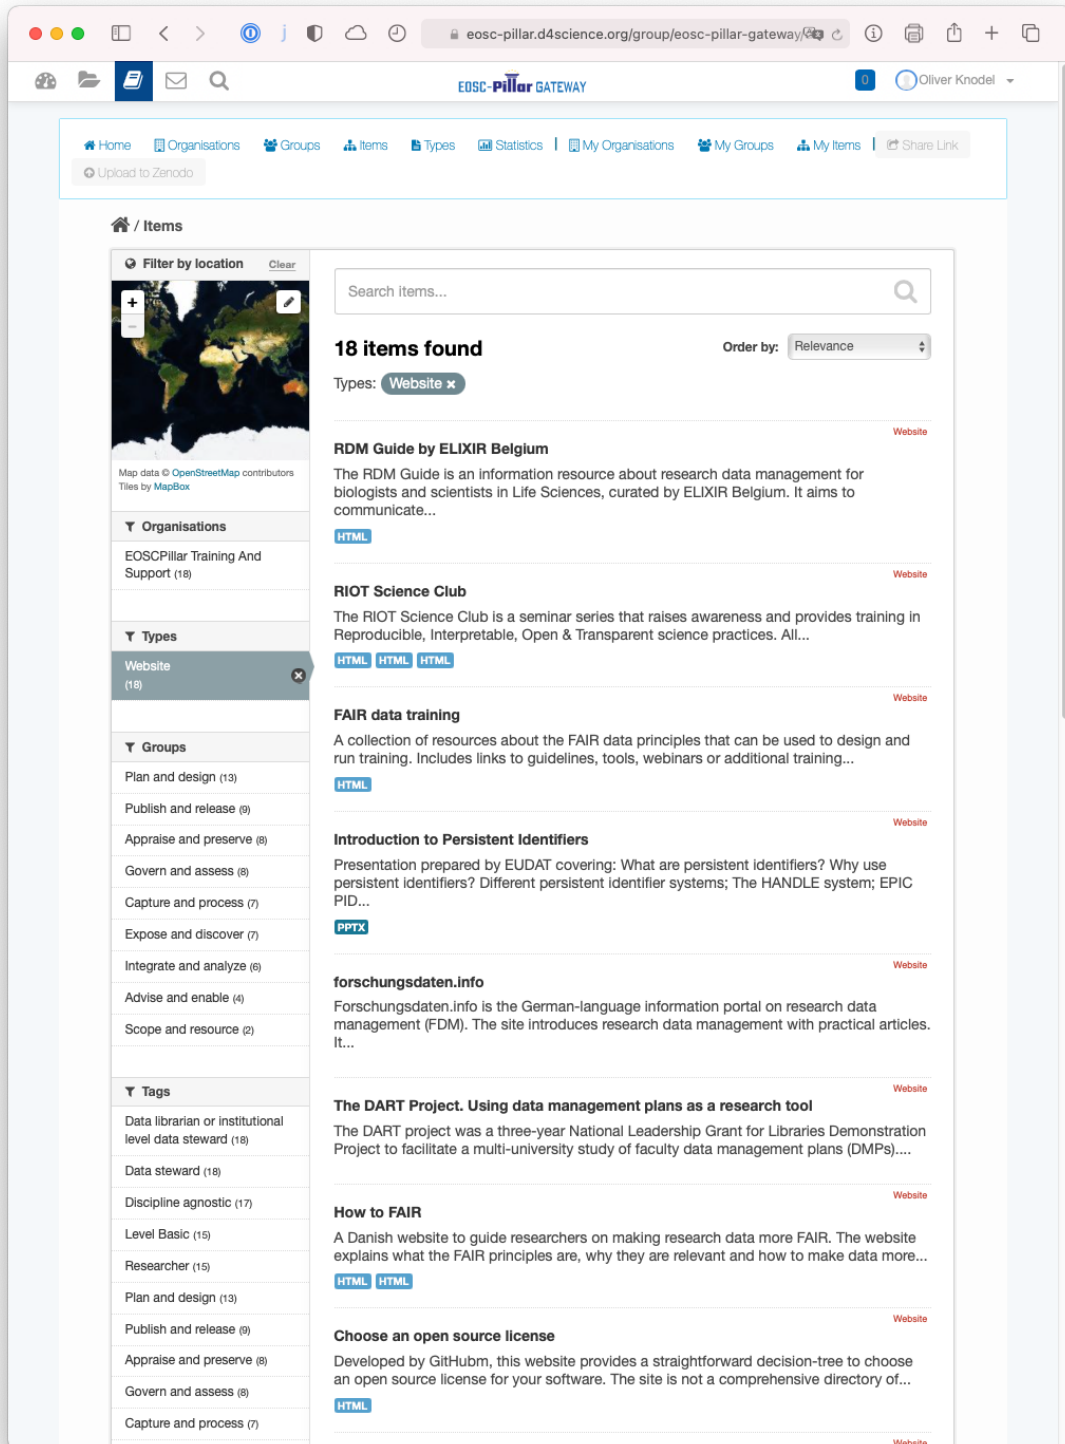 eosc-pillar.d4science.org/group/eosc-pillar-gateway/
EOSC-Pillar GATEWAY
0
Oliver Knodel
Home
Organisations
Groups
Items
Types
Statistics
My Organisations
My Groups
My Items
Share Link
Upload to Zenodo
/ Items
Filter by location
Clear
+
−
Map data © OpenStreetMap contributors
Tiles by MapBox
Organisations
EOSCPillar Training And
Support (18)
Types
Website
(18)
Groups
Plan and design (13)
Publish and release (9)
Appraise and preserve (8)
Govern and assess (8)
Capture and process (7)
Expose and discover (7)
Integrate and analyze (6)
Advise and enable (4)
Scope and resource (2)
Tags
Data librarian or institutional
level data steward (18)
Data steward (18)
Discipline agnostic (17)
Level Basic (15)
Researcher (15)
Plan and design (13)
Publish and release (9)
Appraise and preserve (8)
Govern and assess (8)
Capture and process (7)
Search items...
18 items found
Order by:
Relevance
Types: Website ×
Website
RDM Guide by ELIXIR Belgium
The RDM Guide is an information resource about research data management for
biologists and scientists in Life Sciences, curated by ELIXIR Belgium. It aims to
communicate...
HTML
Website
RIOT Science Club
The RIOT Science Club is a seminar series that raises awareness and provides training in
Reproducible, Interpretable, Open & Transparent science practices. All...
HTML HTML HTML
Website
FAIR data training
A collection of resources about the FAIR data principles that can be used to design and
run training. Includes links to guidelines, tools, webinars or additional training...
HTML
Website
Introduction to Persistent Identifiers
Presentation prepared by EUDAT covering: What are persistent identifiers? Why use
persistent identifiers? Different persistent identifier systems; The HANDLE system; EPIC
PID...
PPTX
Website
forschungsdaten.info
Forschungsdaten.info is the German-language information portal on research data
management (FDM). The site introduces research data management with practical articles.
It...
Website
The DART Project. Using data management plans as a research tool
The DART project was a three-year National Leadership Grant for Libraries Demonstration
Project to facilitate a multi-university study of faculty data management plans (DMPs)....
Website
How to FAIR
A Danish website to guide researchers on making research data more FAIR. The website
explains what the FAIR principles are, why they are relevant and how to make data more...
HTML HTML
Website
Choose an open source license
Developed by GitHubm, this website provides a straightforward decision-tree to choose
an open source license for your software. The site is not a comprehensive directory of...
HTML
Website